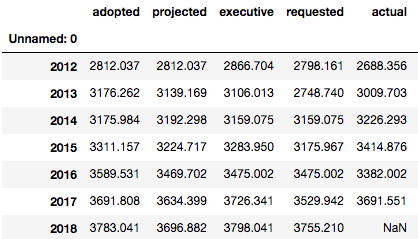 adopted projected executive requested actual
Unnamed: 0
2012 2812.037 2812.037 2866.704 2798.161 2688.356
2013 3176.262 3139.169 3106.013 2748.740 3009.703
2014 3175.984 3192.298 3159.075 3159.075 3226.293
2015 3311.157 3224.717 3283.950 3175.967 3414.876
2016 3589.531 3469.702 3475.002 3475.002 3382.002
2017 3691.808 3634.399 3726.341 3529.942 3691.551
2018 3783.041 3696.882 3798.041 3755.210 NaN